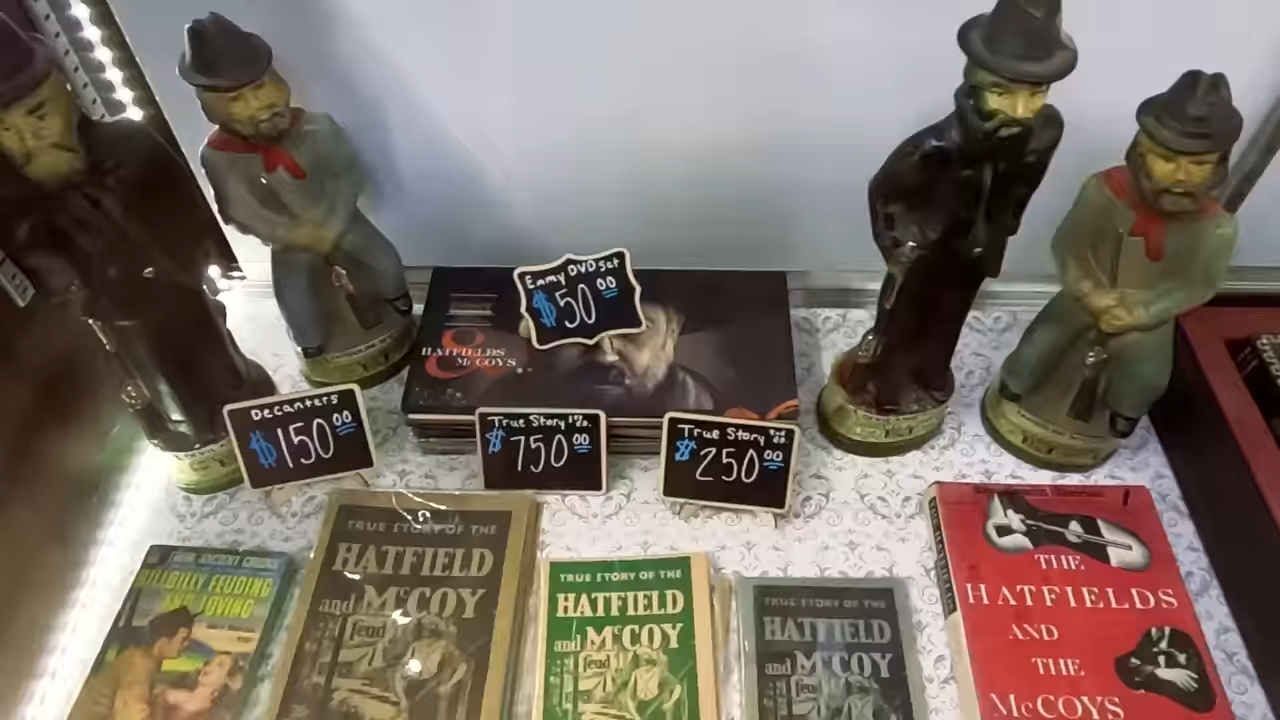 Emmy DVD Set
$50.00
HATFIELDS
& McCOYS
Decanters
$150.00
True Story 1st Ed.
$750.00
True Story 2nd Ed.
$250.00
HILLBILLY FEUDING
AND LOVING
TRUE STORY OF THE
HATFIELD
and McCOY
feud
TRUE STORY OF THE
HATFIELD
and McCOY
feud
TRUE STORY OF THE
HATFIELD
and McCOY
feud
THE
HATFIELDS
AND
THE
McCOYS